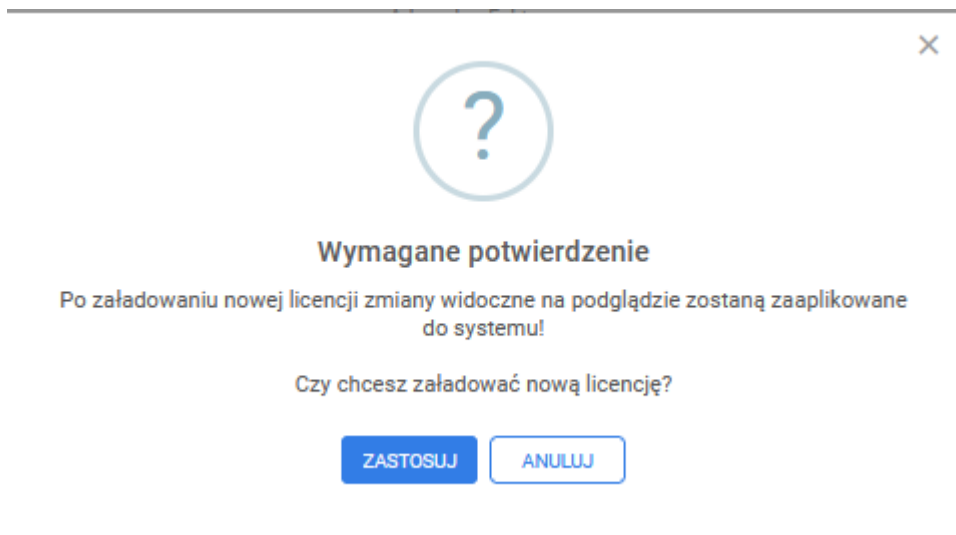 ?
Wymagane potwierdzenie
Po załadowaniu nowej licencji zmiany widoczne na podglądzie zostaną zaaplikowane
do systemu!
Czy chcesz załadować nową licencję?
ZASTOSUJ ANULUJ